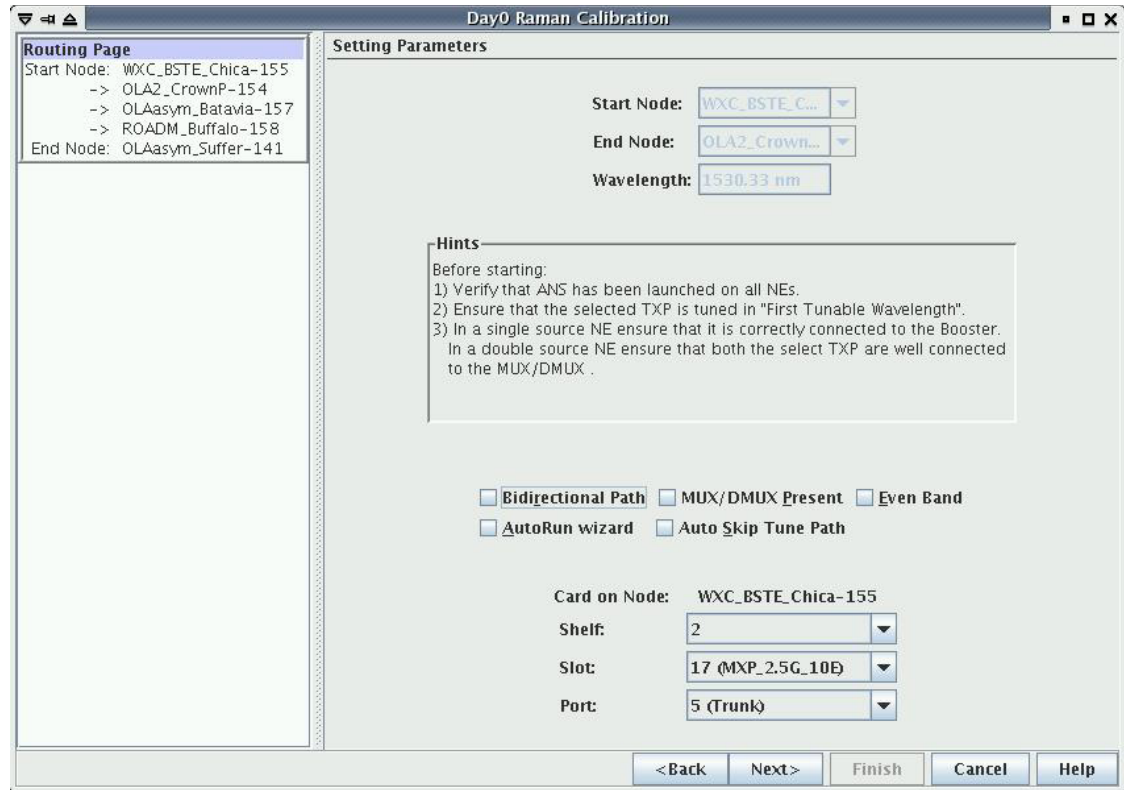 Day0 Raman Calibration
Routing Page
Start Node: WXC_BSTE_Chica-155
-> OLA2_CrownP-154
-> OLAasym_Batavia-157
-> ROADM_Buffalo-158
End Node: OLAasym_Suffer-141
Setting Parameters
Start Node: WXC_BSTE_C...
End Node: OLA2_Crown...
Wavelength: 1530.33 nm
Hints
Before starting:
1) Verify that ANS has been launched on all NEs.
2) Ensure that the selected TXP is tuned in "First Tunable Wavelength".
3) In a single source NE ensure that it is correctly connected to the Booster.
In a double source NE ensure that both the select TXP are well connected
to the MUX/DMUX .
Bidirectional Path MUX/DMUX Present Even Band
AutoRun wizard Auto Skip Tune Path
Card on Node: WXC_BSTE_Chica-155
Shelf: 2
Slot: 17 (MXP_2.5G_10E)
Port: 5 (Trunk)
<Back Next> Finish Cancel Help